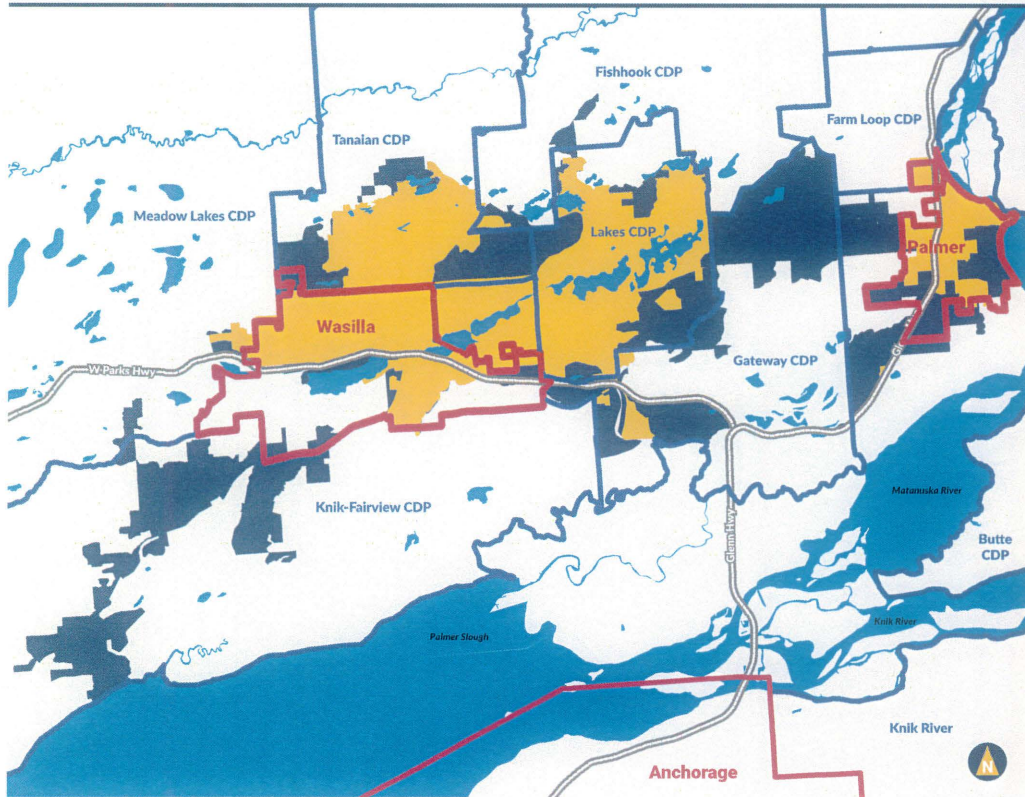 Fishhook CDP
Farm Loop CDP
Tanaian CDP
Meadow Lakes CDP
Lakes CDP
Palmer
Wasilla
W Parks Hwy
Gateway CDP
Matanuska River
Knik-Fairview CDP
Glenn Hwy
Butte
CDP
Knik River
Palmer Slough
Knik River
Anchorage
N